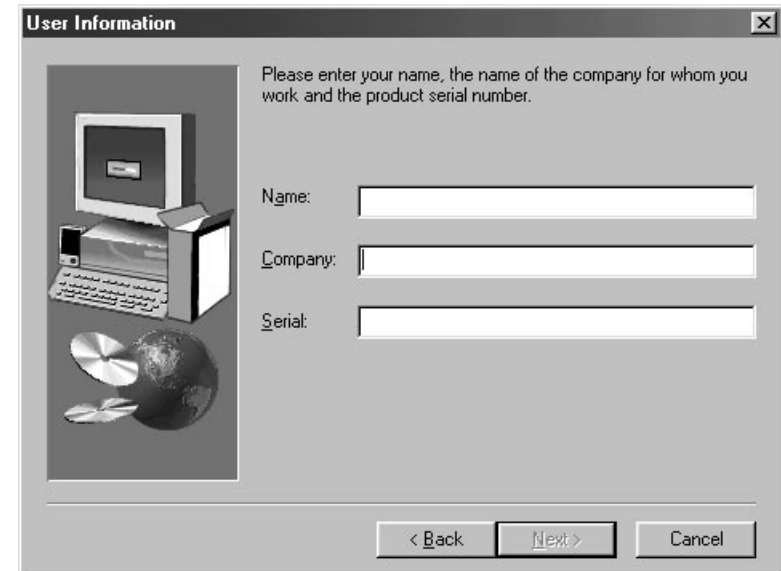 User Information
Please enter your name, the name of the company for whom you
work and the product serial number.
Name:
Company:
Serial:
< Back
Next >
Cancel